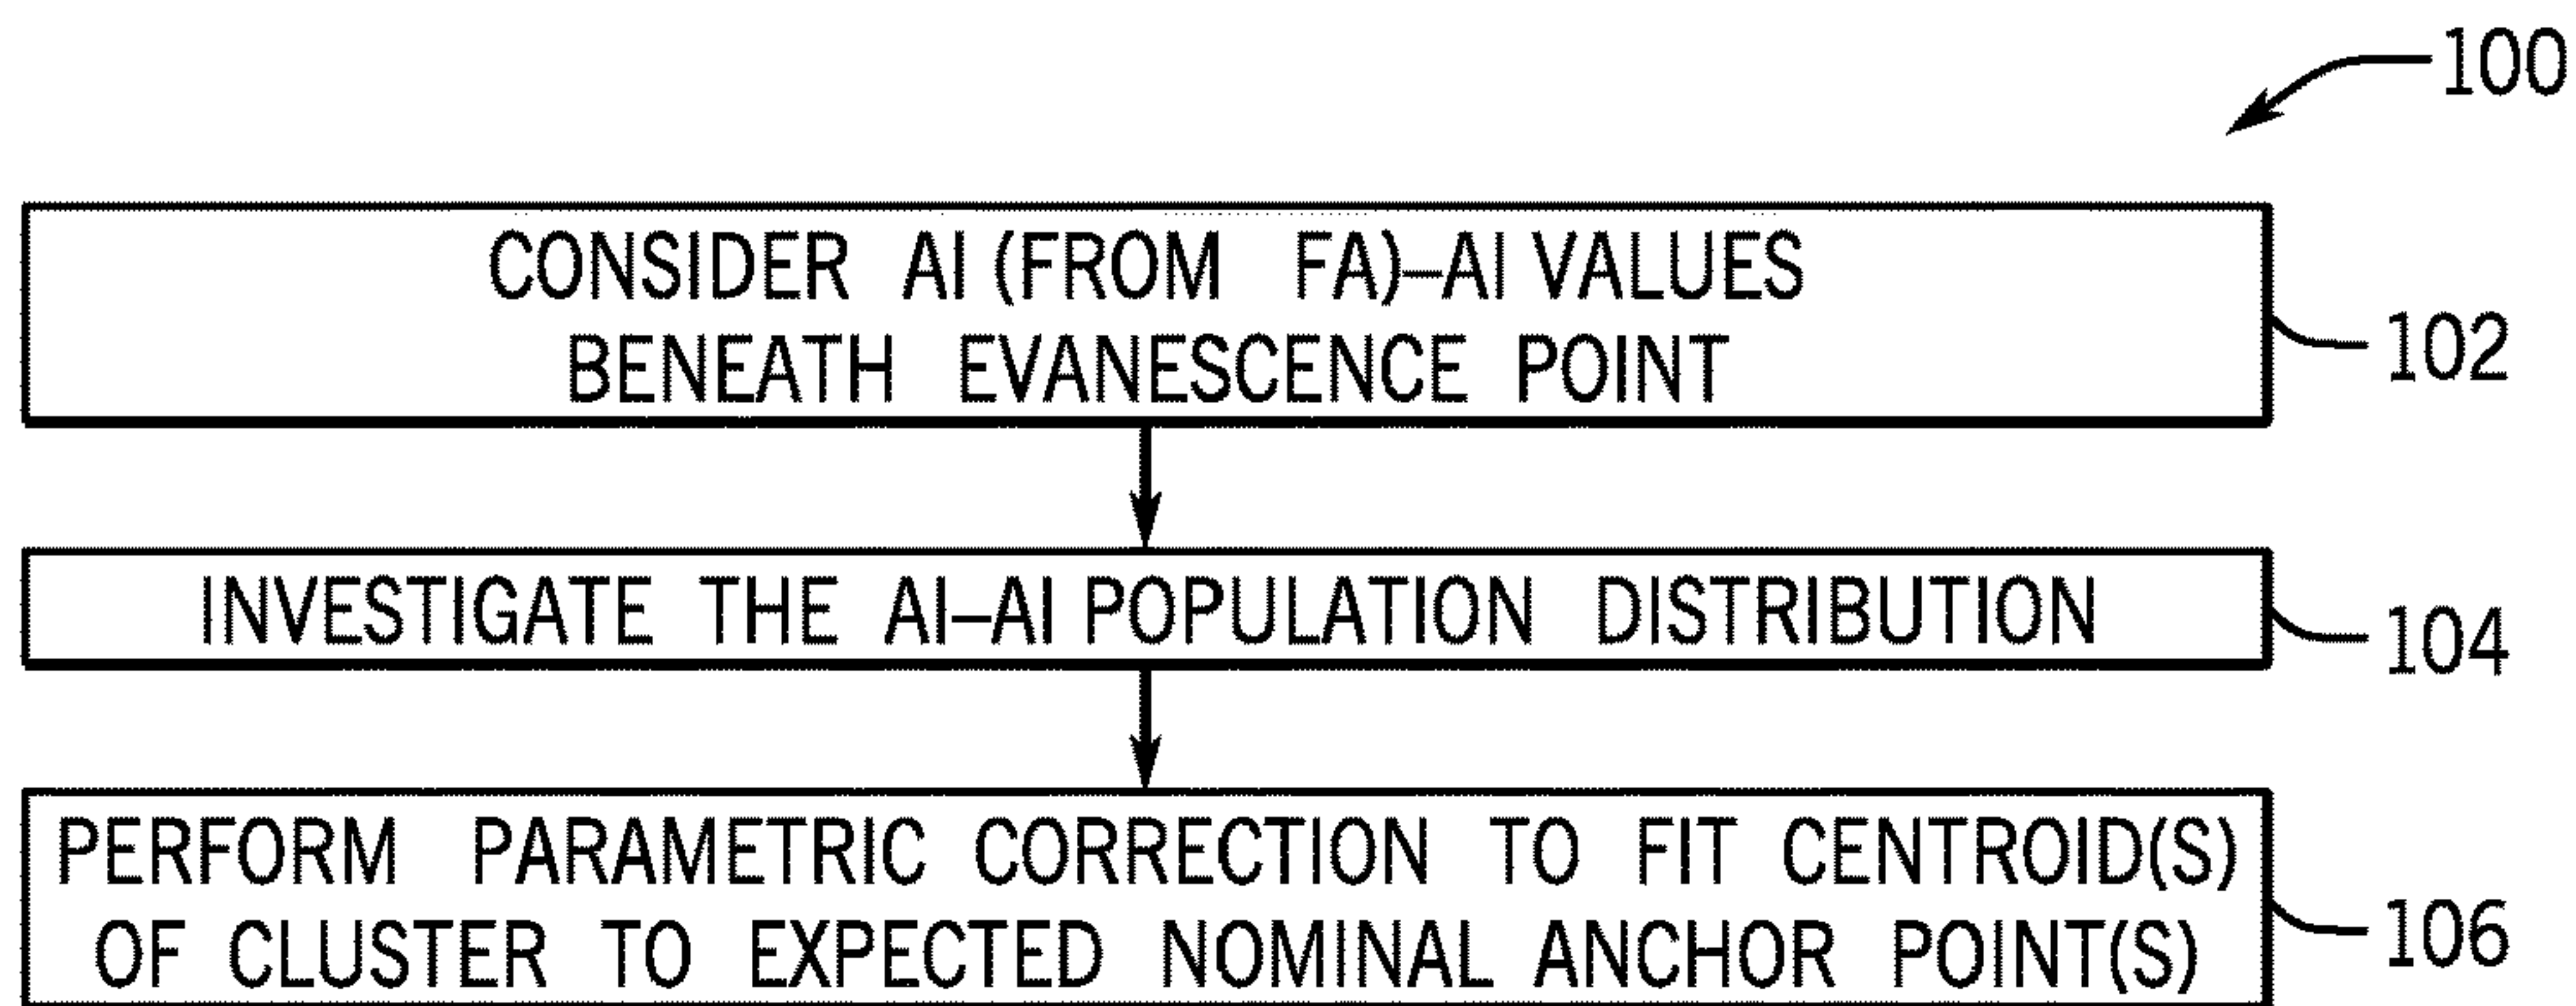 100
CONSIDER AI (FROM FA)–AI VALUES
BENEATH EVANESCENCE POINT
102
INVESTIGATE THE AI–AI POPULATION DISTRIBUTION
104
PERFORM PARAMETRIC CORRECTION TO FIT CENTROID(S)
OF CLUSTER TO EXPECTED NOMINAL ANCHOR POINT(S)
106